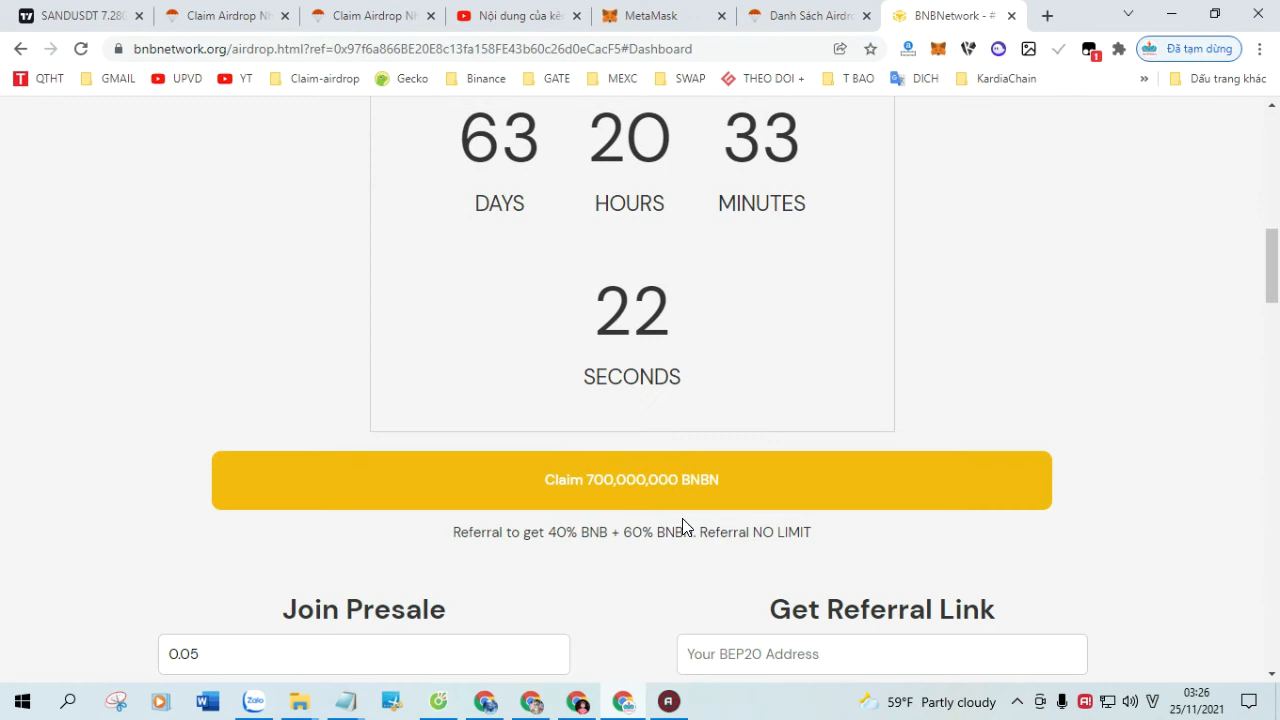 SANDUSDT 7.280
Claim Airdrop Nh
Nội dung của kê
MetaMask
Danh Sách Airdro
BNBNetwork - #
bnbnetwork.org/airdrop.html?ref=0x97f6a866BE20E8c13fa158FE43b60c26d0eCacF5#Dashboard
1
Đã tạm dừng
QTHT
GMAIL
UPVD
YT
Claim-airdrop
Gecko
Binance
GATE
MEXC
SWAP
THEO DOI +
T BAO
DICH
KardiaChain
»
Dấu trang khác
63 20 33
DAYS HOURS MINUTES
22
SECONDS
Claim 700,000,000 BNBN
Referral to get 40% BNB + 60% Referral NO LIMIT
Join Presale
Get Referral Link
0.05
Your BEP20 Address
Zalo
59°F Partly cloudy
03:26
25/11/2021